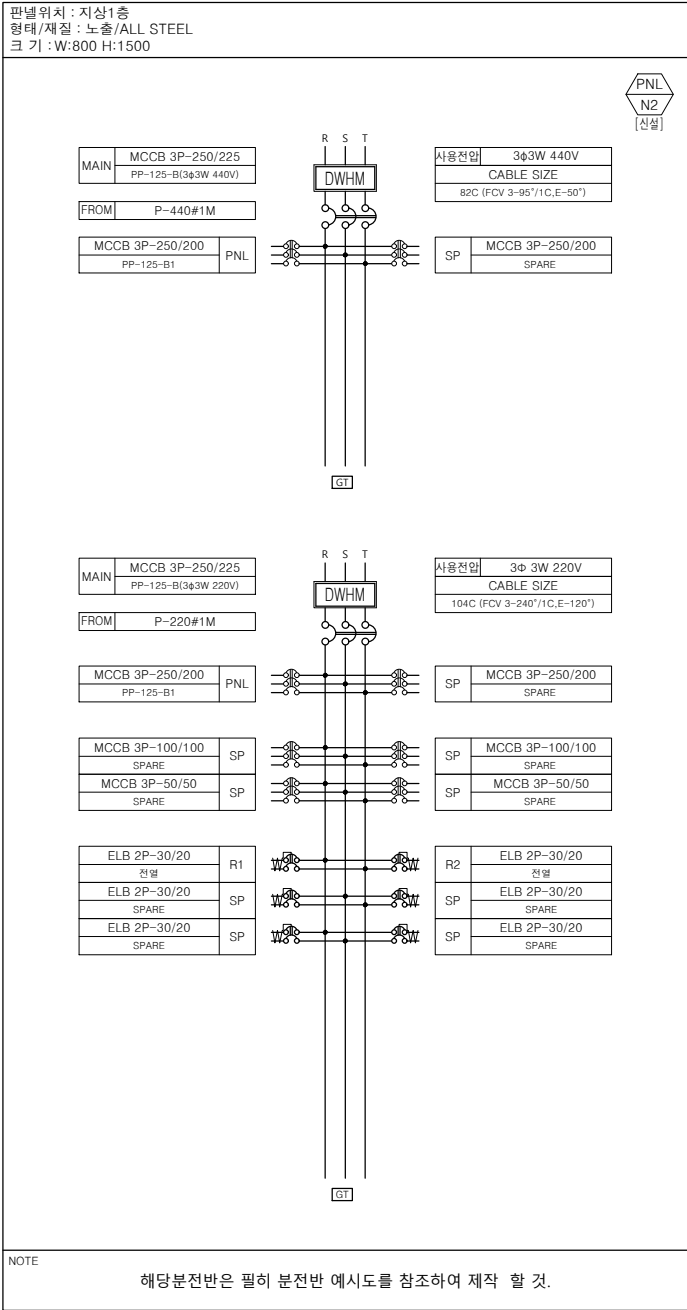 판넬위치 : 지상1층
형태/재질 : 노출/ALL STEEL
크 기 : W:800 H:1500
PNL
N2
[신설]
R S T
MAIN MCCB 3P-250/225
PP-125-B(3ϕ3W 440V)
DWHM
사용전압 3ϕ3W 440V
CABLE SIZE
82C (FCV 3-95°/1C,E-50°)
FROM P-440#1M
MCCB 3P-250/200
PP-125-B1
PNL
SP
MCCB 3P-250/200
SPARE
GT
R S T
MAIN MCCB 3P-250/225
PP-125-B(3ϕ3W 220V)
DWHM
사용전압 3Φ 3W 220V
CABLE SIZE
104C (FCV 3-240°/1C,E-120°)
FROM P-220#1M
MCCB 3P-250/200
PP-125-B1
PNL
SP
MCCB 3P-250/200
SPARE
MCCB 3P-100/100
SPARE
SP
SP
MCCB 3P-100/100
SPARE
MCCB 3P-50/50
SPARE
SP
SP
MCCB 3P-50/50
SPARE
ELB 2P-30/20
전열
R1
R2
ELB 2P-30/20
전열
ELB 2P-30/20
SPARE
SP
SP
ELB 2P-30/20
SPARE
ELB 2P-30/20
SPARE
SP
SP
ELB 2P-30/20
SPARE
GT
NOTE
해당분전반은 필히 분전반 예시도를 참조하여 제작 할 것.